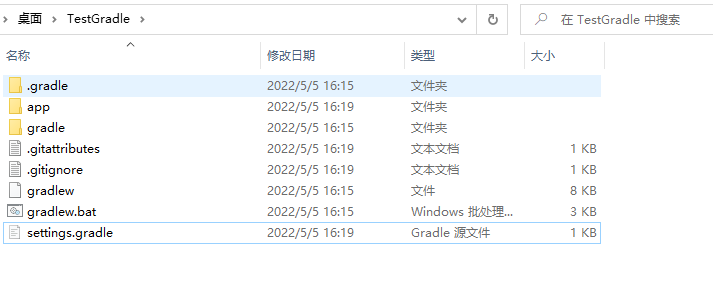 桌面 TestGradle 在 TestGradle 中搜索
名称 修改日期 类型 大小
.gradle 2022/5/5 16:15 文件夹
app 2022/5/5 16:19 文件夹
gradle 2022/5/5 16:15 文件夹
.gitattributes 2022/5/5 16:19 文本文档 1 KB
.gitignore 2022/5/5 16:19 文本文档 1 KB
gradlew 2022/5/5 16:15 文件 8 KB
gradlew.bat 2022/5/5 16:15 Windows 批处理... 3 KB
settings.gradle 2022/5/5 16:19 Gradle 源文件 1 KB